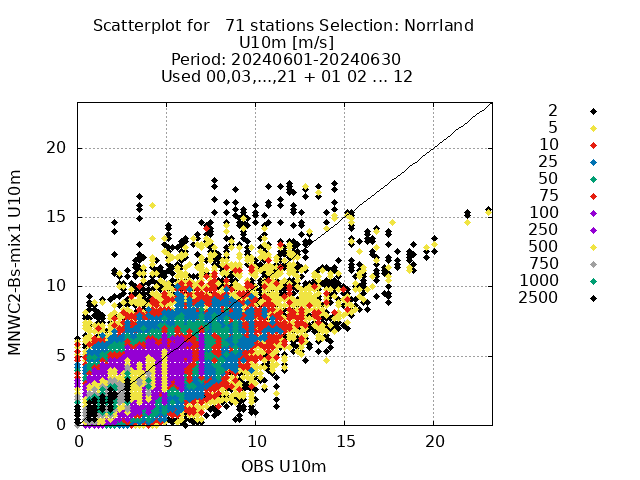 Scatterplot for   71 stations Selection: Norrland
U10m [m/s]
Period: 20240601-20240630
Used 00,03,...,21 + 01 02 ... 12
2
5
10
25
50
75
100
250
500
750
1000
2500
20
15
10
5
0
MNWC2-Bs-mix1 U10m
0 5 10 15 20
OBS U10m